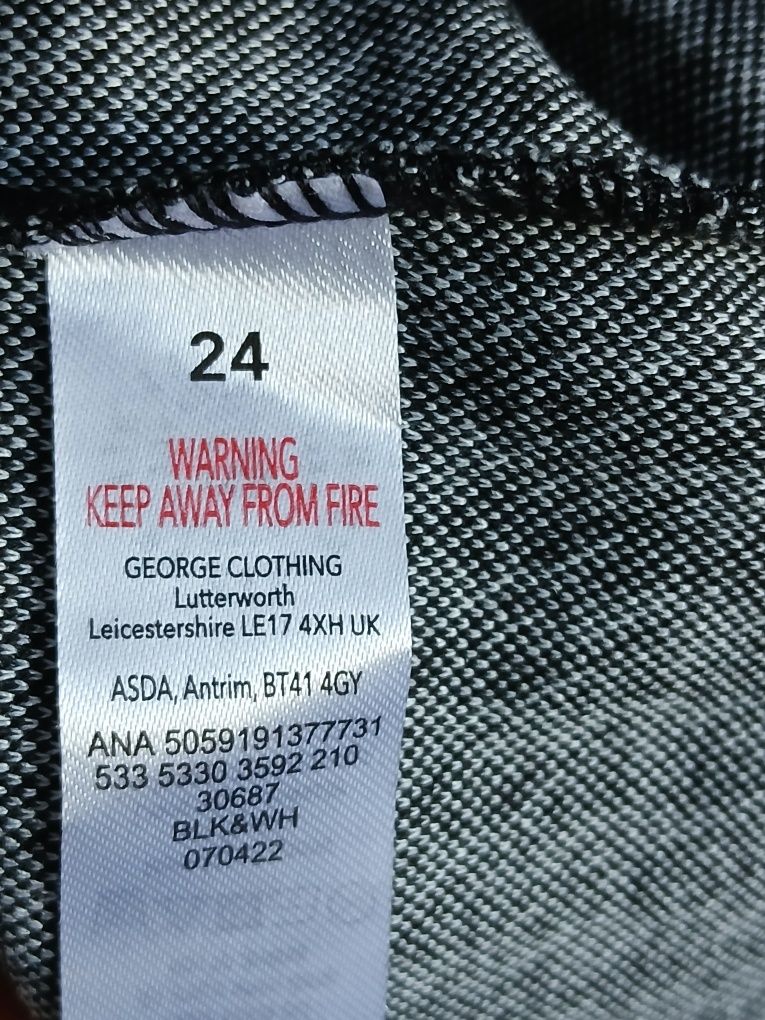 24
WARNING
KEEP AWAY FROM FIRE
GEORGE CLOTHING
Lutterworth
Leicestershire LE17 4XH UK
ASDA, Antrim, BT41 4GY
ANA 5059191377731
533 5330 3592 210
30687
BLK&WH
070422